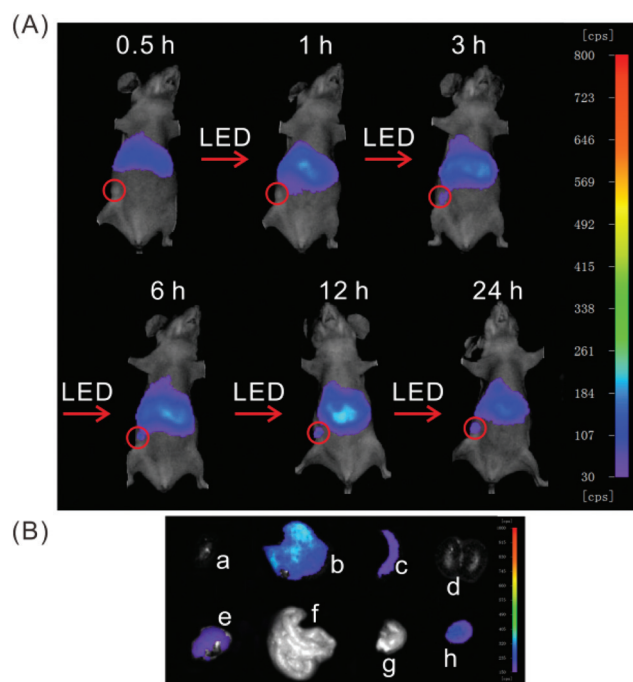 (A)
0.5 h
1 h
3 h
LED
LED
[cps]
800
723
646
569
492
415
338
261
184
107
30
[cps]
6 h
12 h
24 h
LED
LED
LED
(B)
a
b
c
d
e
f
g
h